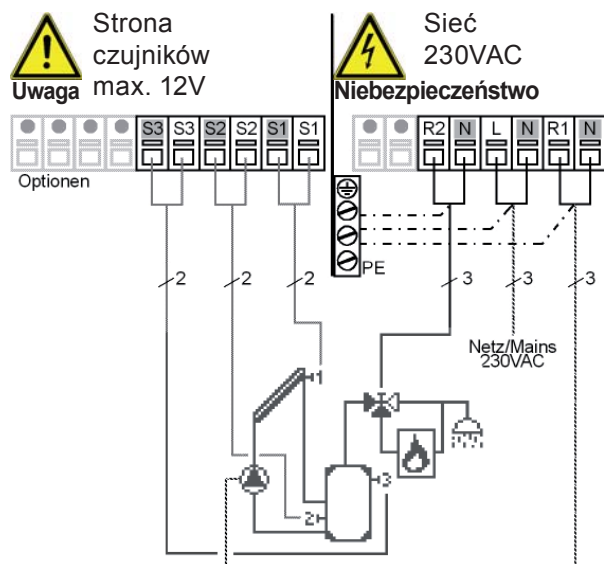 Strona
czujników
max. 12V
Uwaga
Sieć
230VAC
Niebezpieczeństwo
S3 S3 S2 S2 S1 S1
R2 N L N R1 N
Optionen
PE
2 2 2 3 3 3
Netz/Mains
230VAC
1
3
2